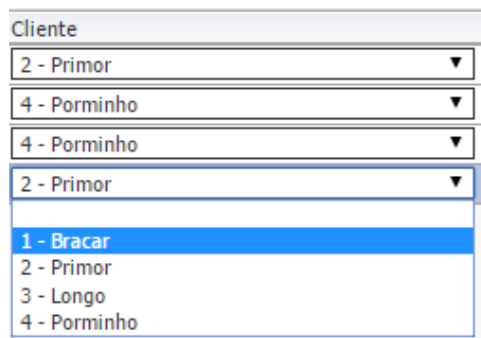 Cliente
2 - Primor
4 - Porminho
4 - Porminho
2 - Primor
1 - Bracar
2 - Primor
3 - Longo
4 - Porminho